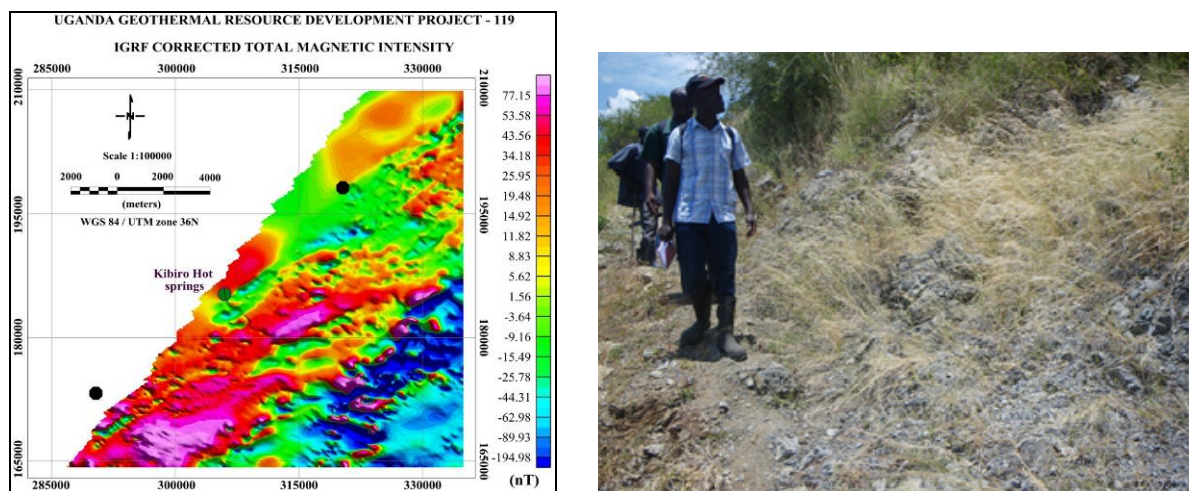 UGANDA GEOTHERMAL RESOURCE DEVELOPMENT PROJECT - 119
IGRF CORRECTED TOTAL MAGNETIC INTENSITY
285000 300000 315000 330000
210000 210000
N
Scale 1:100000
2000 0 2000 4000
(meters)
WGS 84 / UTM zone 36N
195000 195000
Kibiro Hot
springs
180000 180000
165000 165000
285000 300000 315000 330000
77.15
53.58
43.56
34.18
25.95
19.48
14.92
11.82
8.83
5.62
1.56
-3.64
-9.16
-15.49
-25.78
-44.31
-62.98
-89.93
-194.98
(nT)